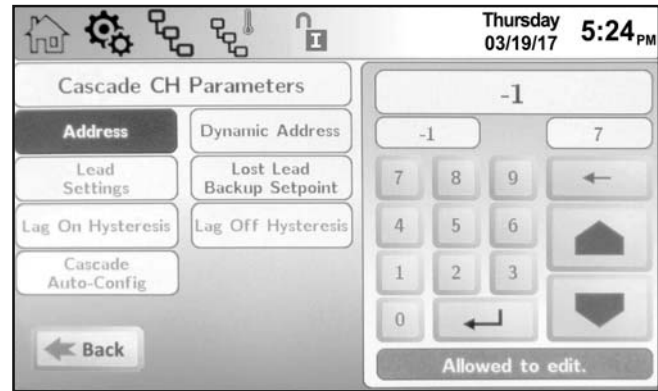 I
Thursday
03/19/17
5:24 PM
Cascade CH Parameters
Address
Dynamic Address
Lead
Settings
Lost Lead
Backup Setpoint
Lag On Hysteresis
Lag Off Hysteresis
Cascade
Auto-Config
Back
-1
-1
7
7 8 9
4 5 6
1 2 3
0
Allowed to edit.